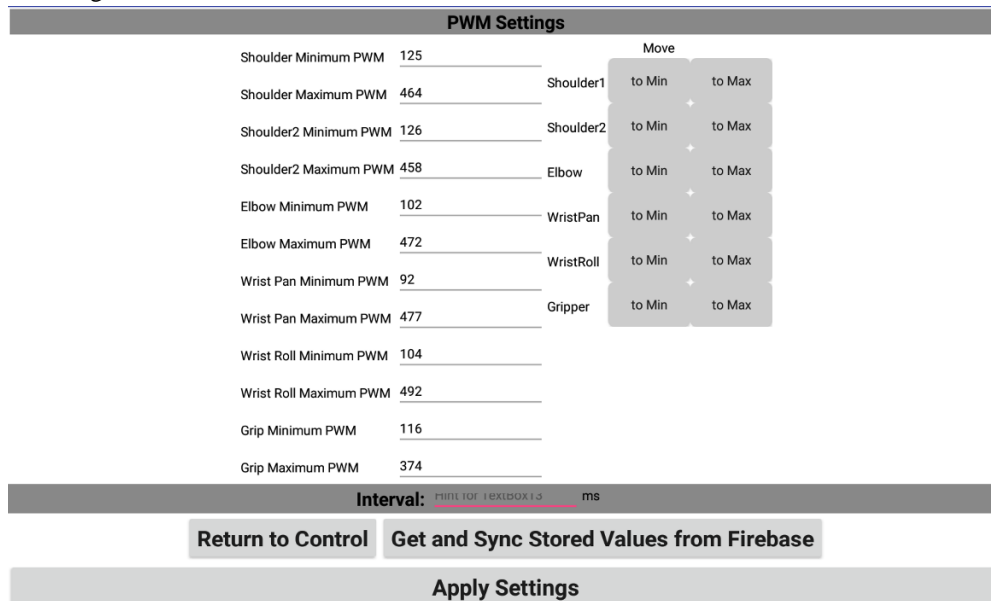 PWM Settings
Shoulder Minimum PWM 125
Shoulder Maximum PWM 464
Shoulder2 Minimum PWM 126
Shoulder2 Maximum PWM 458
Elbow Minimum PWM 102
Elbow Maximum PWM 472
Wrist Pan Minimum PWM 92
Wrist Pan Maximum PWM 477
Wrist Roll Minimum PWM 104
Wrist Roll Maximum PWM 492
Grip Minimum PWM 116
Grip Maximum PWM 374
Move
Shoulder1 to Min to Max
Shoulder2 to Min to Max
Elbow to Min to Max
WristPan to Min to Max
WristRoll to Min to Max
Gripper to Min to Max
Interval: Hint for TextBox13 ms
Return to Control Get and Sync Stored Values from Firebase
Apply Settings